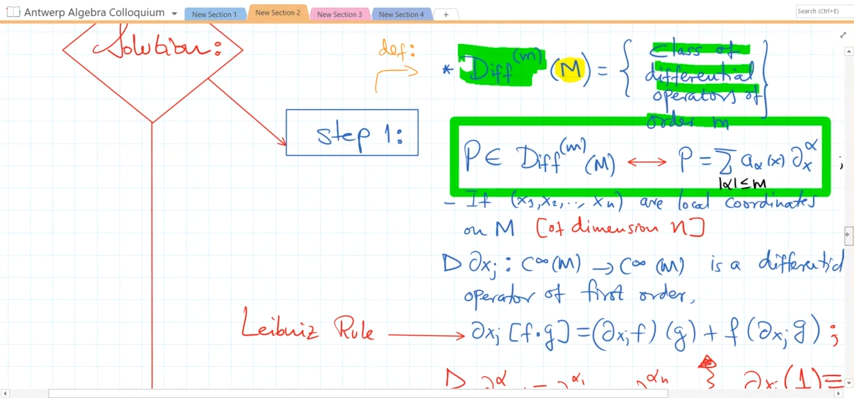 Antwerp Algebra Colloquium
New Section 1
New Section 2
New Section 3
New Section 4
+
Search (Ctrl+E)
Solution:
def:
* Diff^(m) (M) = { class of differential operators of order m }
step 1:
P ∈ Diff^(m) (M) ↔ P = Σ_{|α| ≤ m} a_α(x) ∂_x^α ;
- If (x_1, x_2, .., x_n) are local coordinates
on M [of dimension n]
▷ ∂x_j : C^∞(M) → C^∞(M) is a differential
operator of first order,
Leibniz Rule → ∂x_j [f·g] = (∂x_j f)(g) + f(∂x_j g) ;